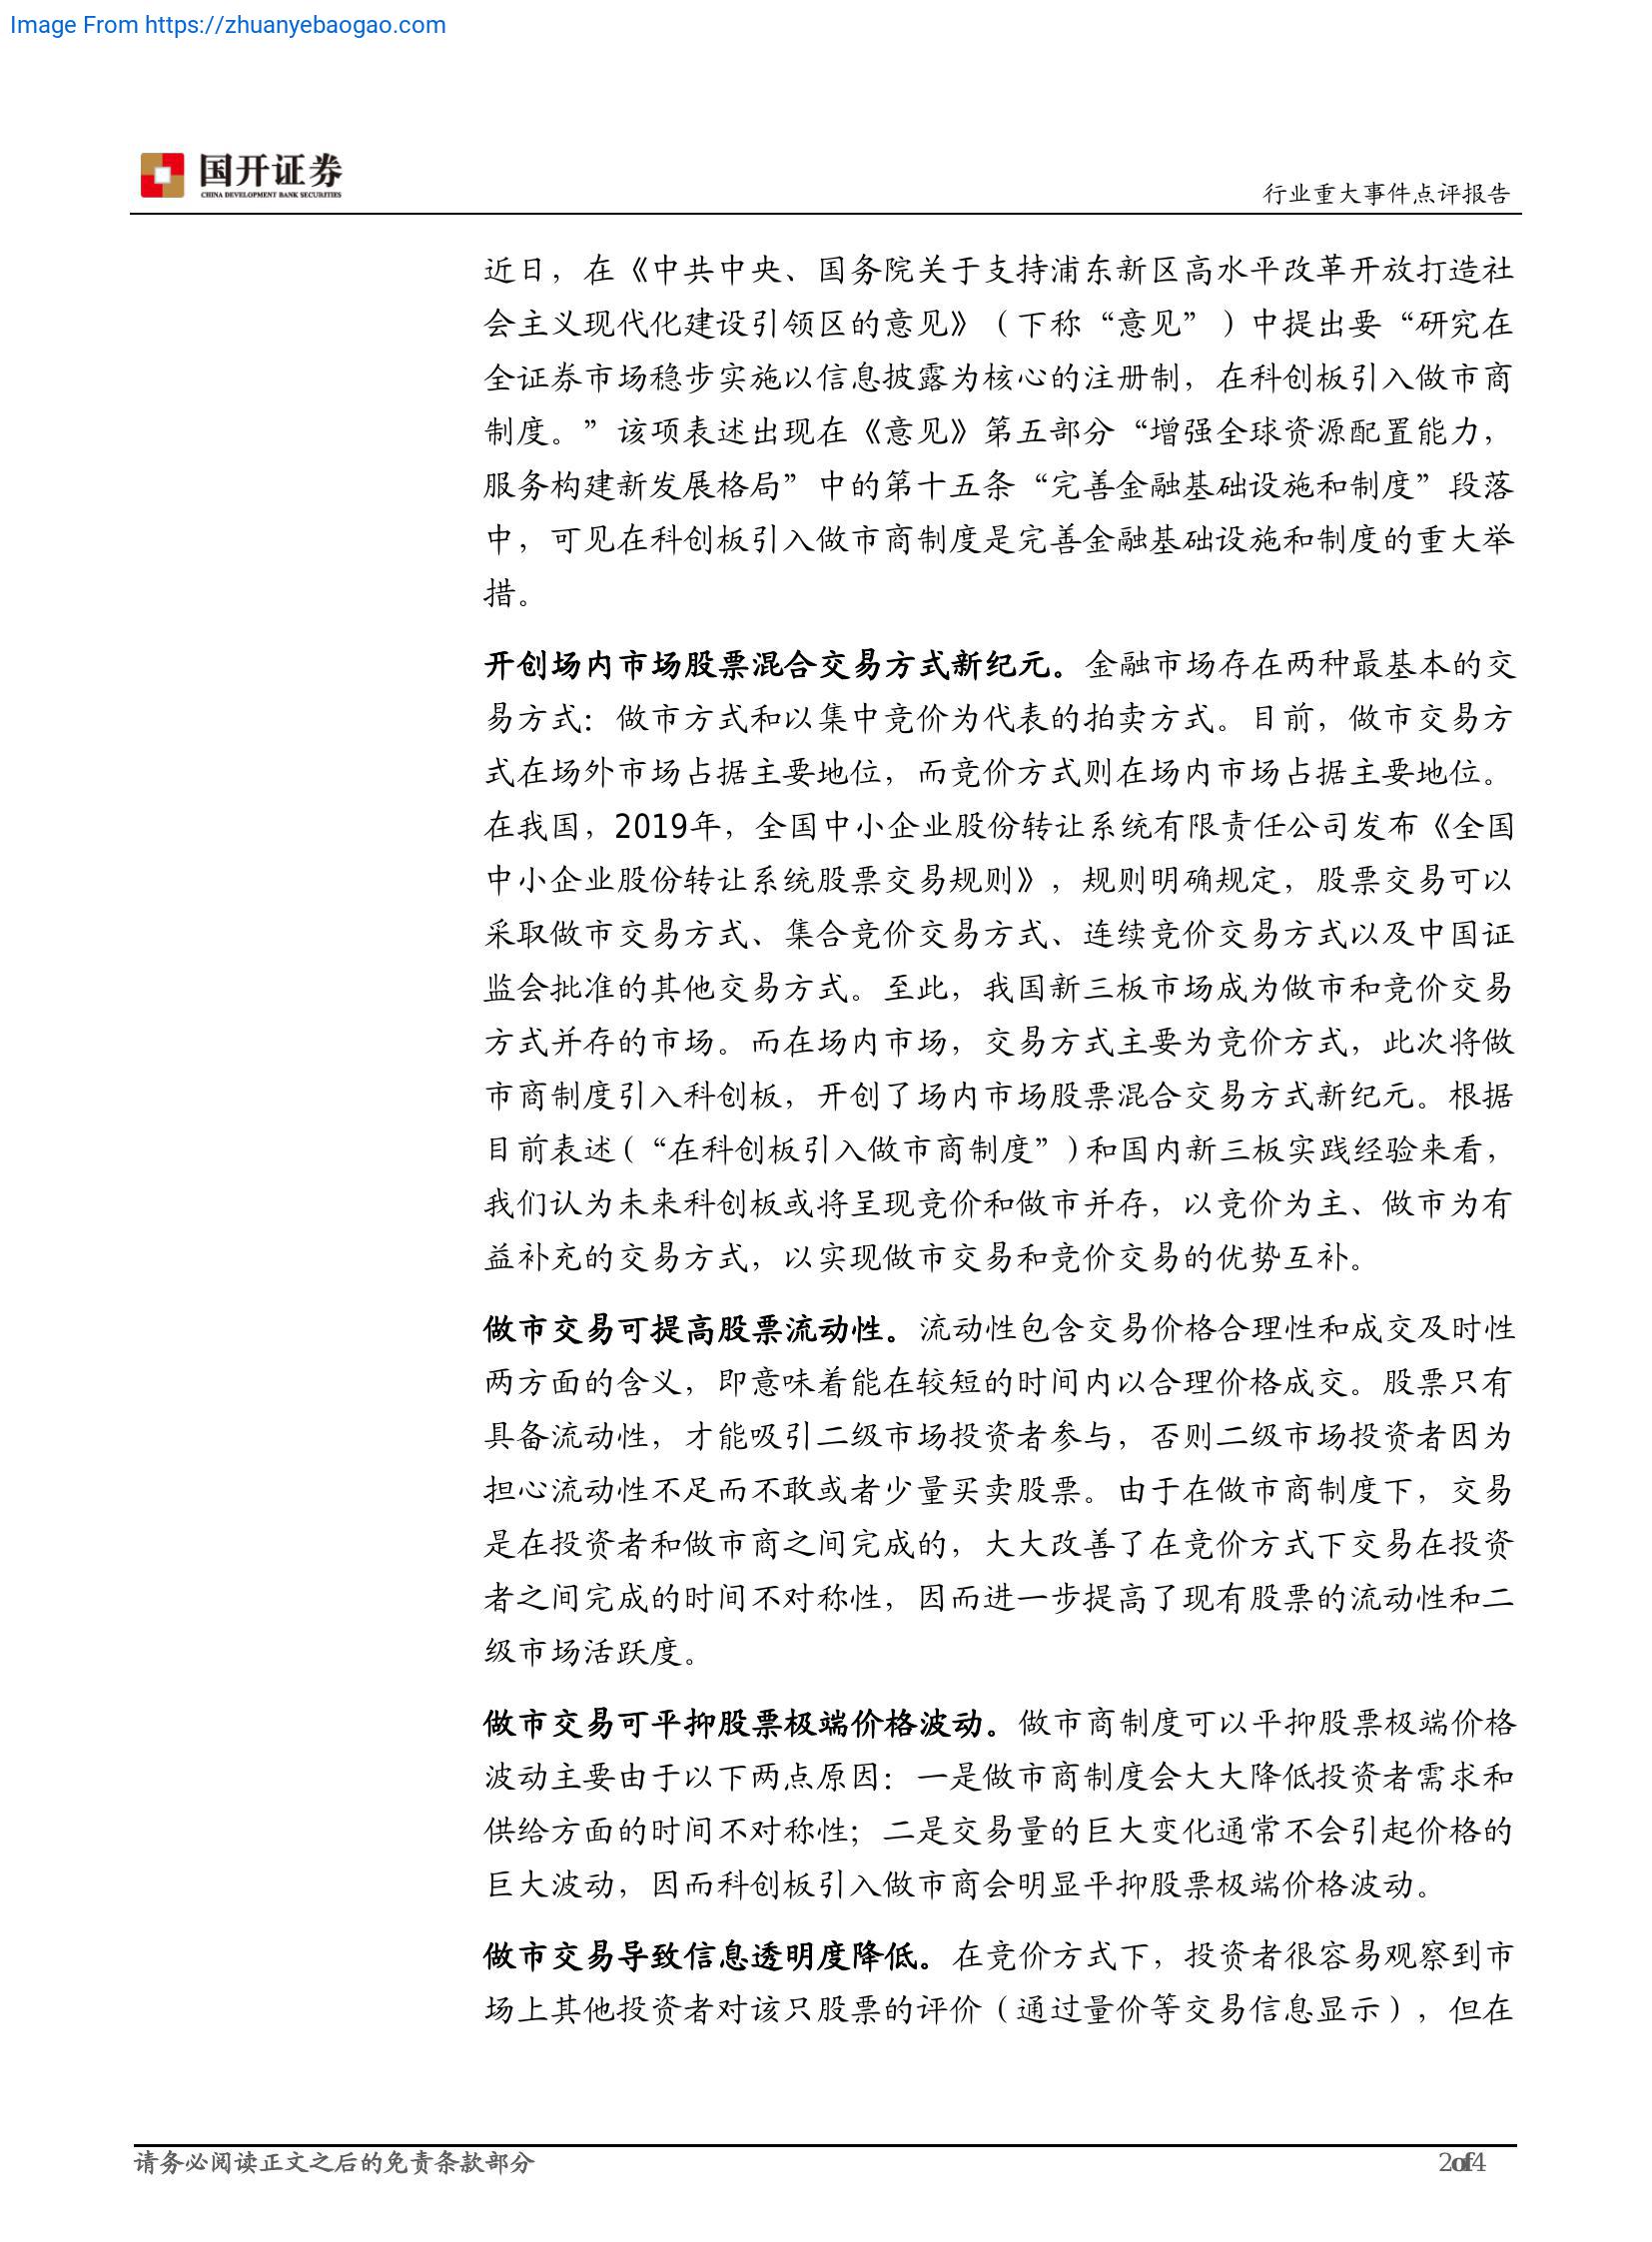 Image From https://zhuanyebaogao.com
国开证券
CHINA DEVELOPMENT BANK SECURITIES
行业重大事件点评报告
近日，在《中共中央、国务院关于支持浦东新区高水平改革开放打造社
会主义现代化建设引领区的意见》（下称“意见”）中提出要“研究在
全证券市场稳步实施以信息披露为核心的注册制，在科创板引入做市商
制度。”该项表述出现在《意见》第五部分“增强全球资源配置能力，
服务构建新发展格局”中的第十五条“完善金融基础设施和制度”段落
中，可见在科创板引入做市商制度是完善金融基础设施和制度的重大举
措。
开创场内市场股票混合交易方式新纪元。金融市场存在两种最基本的交
易方式：做市方式和以集中竞价为代表的拍卖方式。目前，做市交易方
式在场外市场占据主要地位，而竞价方式则在场内市场占据主要地位。
在我国，2019年，全国中小企业股份转让系统有限责任公司发布《全国
中小企业股份转让系统股票交易规则》，规则明确规定，股票交易可以
采取做市交易方式、集合竞价交易方式、连续竞价交易方式以及中国证
监会批准的其他交易方式。至此，我国新三板市场成为做市和竞价交易
方式并存的市场。而在场内市场，交易方式主要为竞价方式，此次将做
市商制度引入科创板，开创了场内市场股票混合交易方式新纪元。根据
目前表述（“在科创板引入做市商制度”）和国内新三板实践经验来看，
我们认为未来科创板或将呈现竞价和做市并存，以竞价为主、做市为有
益补充的交易方式，以实现做市交易和竞价交易的优势互补。
做市交易可提高股票流动性。流动性包含交易价格合理性和成交及时性
两方面的含义，即意味着能在较短的时间内以合理价格成交。股票只有
具备流动性，才能吸引二级市场投资者参与，否则二级市场投资者因为
担心流动性不足而不敢或者少量买卖股票。由于在做市商制度下，交易
是在投资者和做市商之间完成的，大大改善了在竞价方式下交易在投资
者之间完成的时间不对称性，因而进一步提高了现有股票的流动性和二
级市场活跃度。
做市交易可平抑股票极端价格波动。做市商制度可以平抑股票极端价格
波动主要由于以下两点原因：一是做市商制度会大大降低投资者需求和
供给方面的时间不对称性；二是交易量的巨大变化通常不会引起价格的
巨大波动，因而科创板引入做市商会明显平抑股票极端价格波动。
做市交易导致信息透明度降低。在竞价方式下，投资者很容易观察到市
场上其他投资者对该只股票的评价（通过量价等交易信息显示），但在
请务必阅读正文之后的免责条款部分
2of4